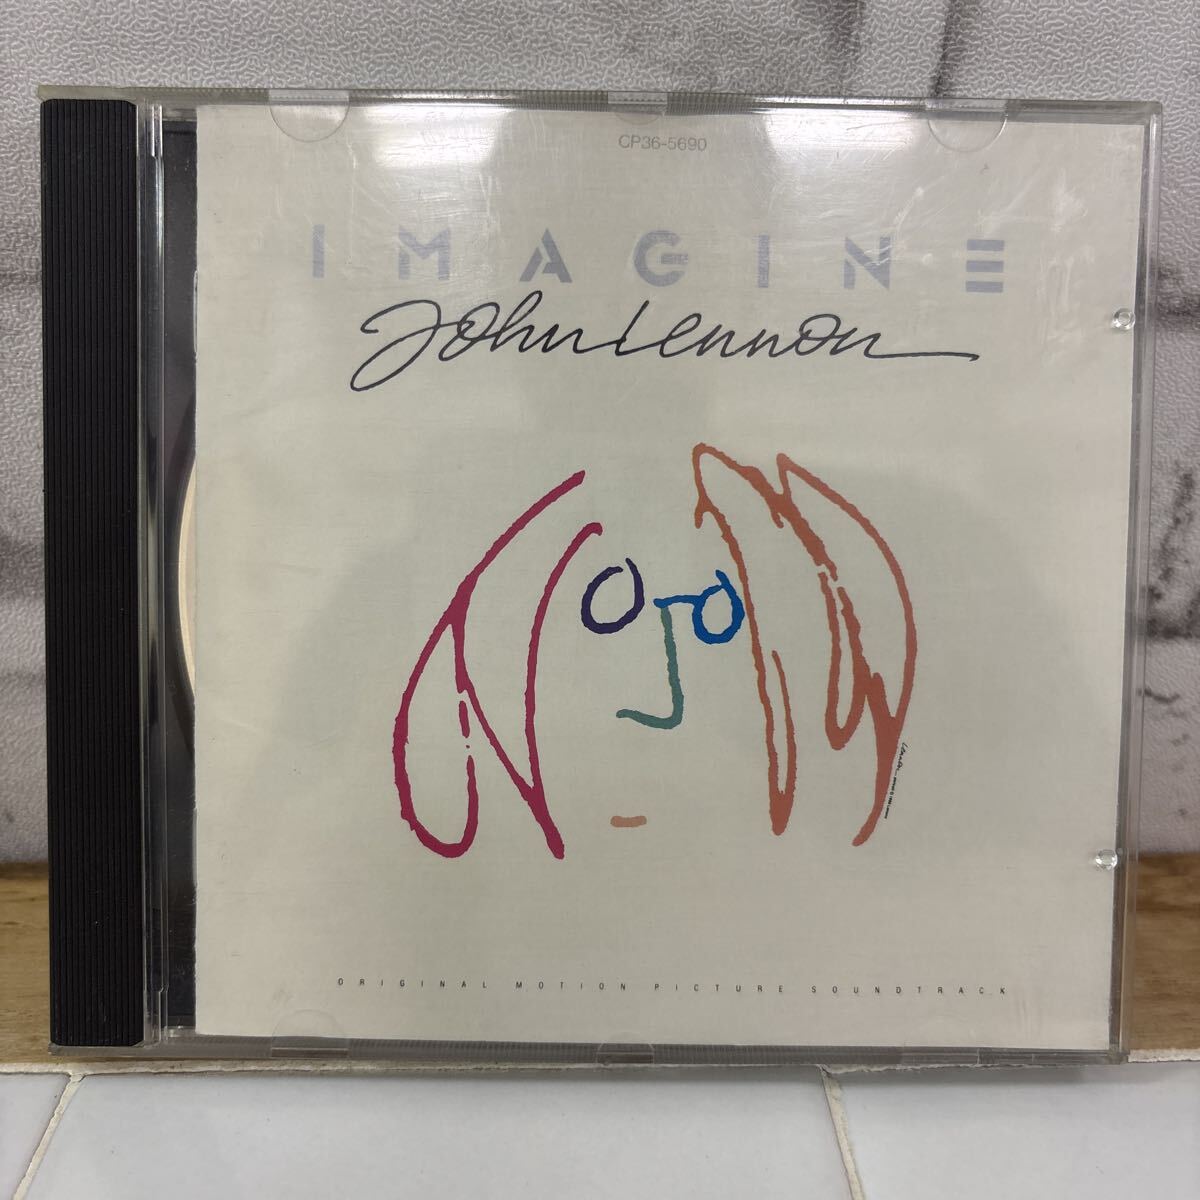 CP36-5690
IMAGINE
John Lennon
ORIGINAL MOTION PICTURE SOUNDTRACK